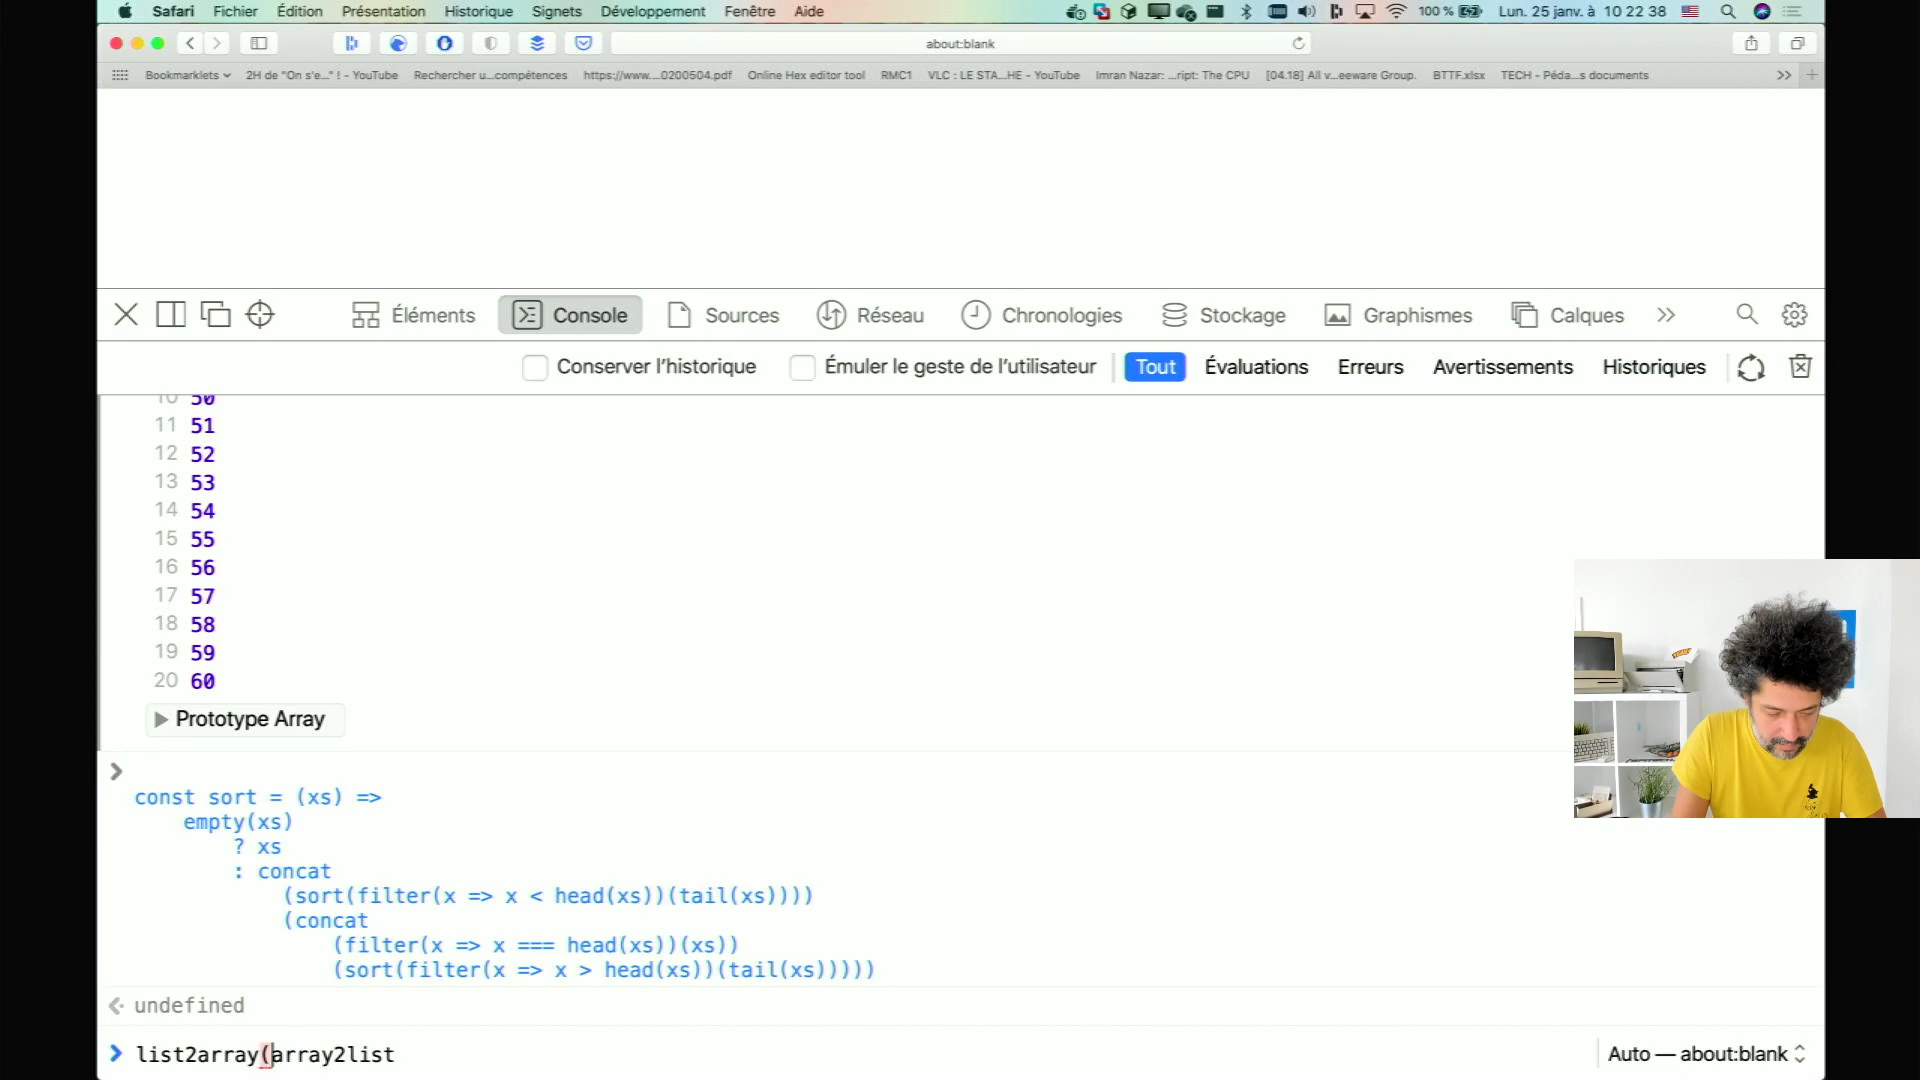 Safari Fichier Édition Présentation Historique Signets Développement Fenêtre Aide 100 % Lun. 25 janv. à 10 22 38
about:blank
Bookmarklets 2H de "On s'e..." ! - YouTube Rechercher u...compétences https://www....0200504.pdf Online Hex editor tool RMC1 VLC : LE STA...HE - YouTube Imran Nazar: ...ript: The CPU [04.18] All v...eeware Group. BTTF.xlsx TECH - Péda...s documents
Éléments Console Sources Réseau Chronologies Stockage Graphismes Calques
Conserver l'historique Émuler le geste de l'utilisateur Tout Évaluations Erreurs Avertissements Historiques
10 50
11 51
12 52
13 53
14 54
15 55
16 56
17 57
18 58
19 59
20 60
Prototype Array
const sort = (xs) =>
empty(xs)
? xs
: concat
(sort(filter(x => x < head(xs))(tail(xs))))
(concat
(filter(x => x === head(xs))(xs))
(sort(filter(x => x > head(xs))(tail(xs)))))
undefined
list2array(array2list
Auto — about:blank